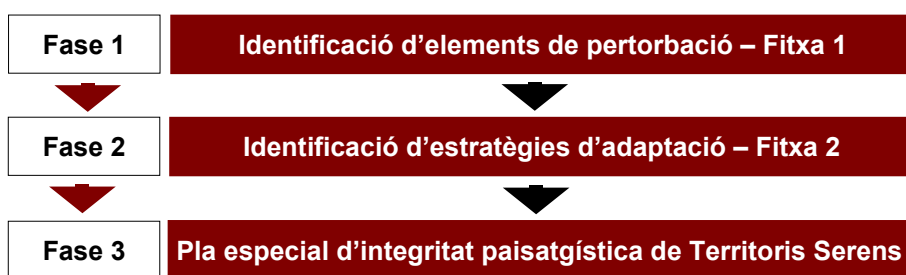 Fase 1
Identificació d’elements de pertorbació – Fitxa 1
Fase 2
Identificació d’estratègies d’adaptació – Fitxa 2
Fase 3
Pla especial d’integritat paisatgística de Territoris Serens